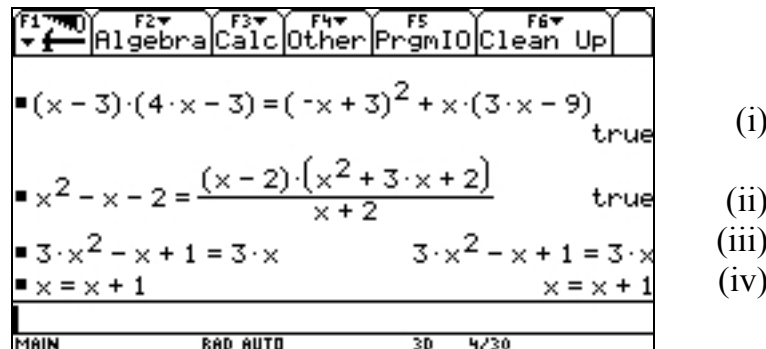 F1 F2 Algebra F3 Calc F4 Other F5 PrgmIO F6 Clean Up
(x - 3)·(4·x - 3) = (⁻x + 3)² + x·(3·x - 9)
true (i)
x² - x - 2 = (x - 2)·(x² + 3·x + 2) / x + 2 true (ii)
3·x² - x + 1 = 3·x 3·x² - x + 1 = 3·x (iii)
x = x + 1 x = x + 1 (iv)
MAIN RAD AUTO 3D 4/30